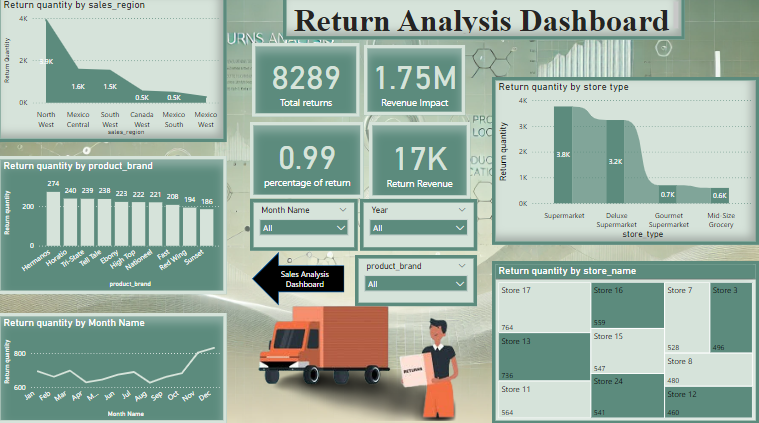 Return Analysis Dashboard
Return quantity by sales_region
Return Quantity
4K
2K
0K
3.9K
1.6K
1.5K
0.5K
0.5K
North West
Mexico Central
South West
Canada West
Mexico South
Mexico West
sales_region
URNS ANALYSIS
8289
Total returns
1.75M
Revenue Impact
0.99
percentage of return
17K
Return Revenue
Month Name
All
Year
All
product_brand
All
Sales Analysis
Dashboard
Return quantity by product_brand
Return quantity
200
0
274
240
239
238
223
222
221
208
194
186
Hermanos
Horatio
Tri-State
Tell Tale
Ebony
High Top
Nationeel
Fast
Red Wing
Sunset
product_brand
Return quantity by Month Name
Return quantity
800
600
Jan
Feb
Mar
Apr
M...
Jun
July
Aug
Sep
Oct
Nov
Dec
Month Name
RETURNS
Return quantity by store type
Return quantity
4K
3K
2K
1K
0K
3.8K
3.2K
0.7K
0.6K
Supermarket
Deluxe Supermarket
Gourmet Supermarket
Mid-Size Grocery
store_type
Return quantity by store_name
Store 17
764
Store 13
736
Store 11
564
Store 16
559
Store 15
547
Store 24
541
Store 7
528
Store 3
496
Store 8
480
Store 12
460